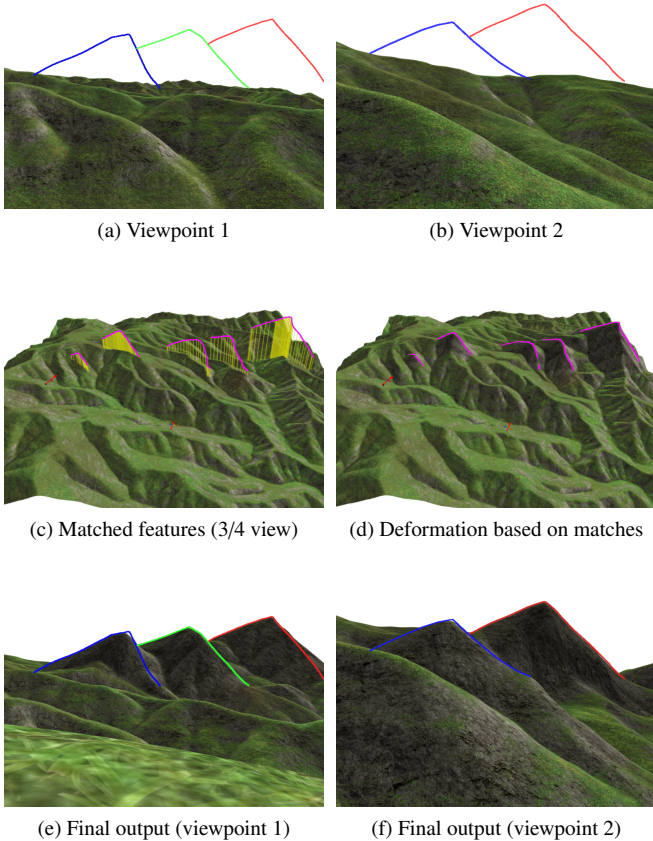 (a) Viewpoint 1
(b) Viewpoint 2
(c) Matched features (3/4 view)
(d) Deformation based on matches
(e) Final output (viewpoint 1)
(f) Final output (viewpoint 2)